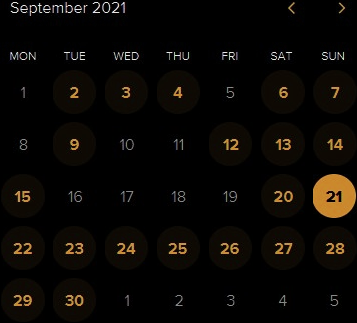 September 2021
MON TUE WED THU FRI SAT SUN
1 2 3 4 5 6 7
8 9 10 11 12 13 14
15 16 17 18 19 20 21
22 23 24 25 26 27 28
29 30 1 2 3 4 5